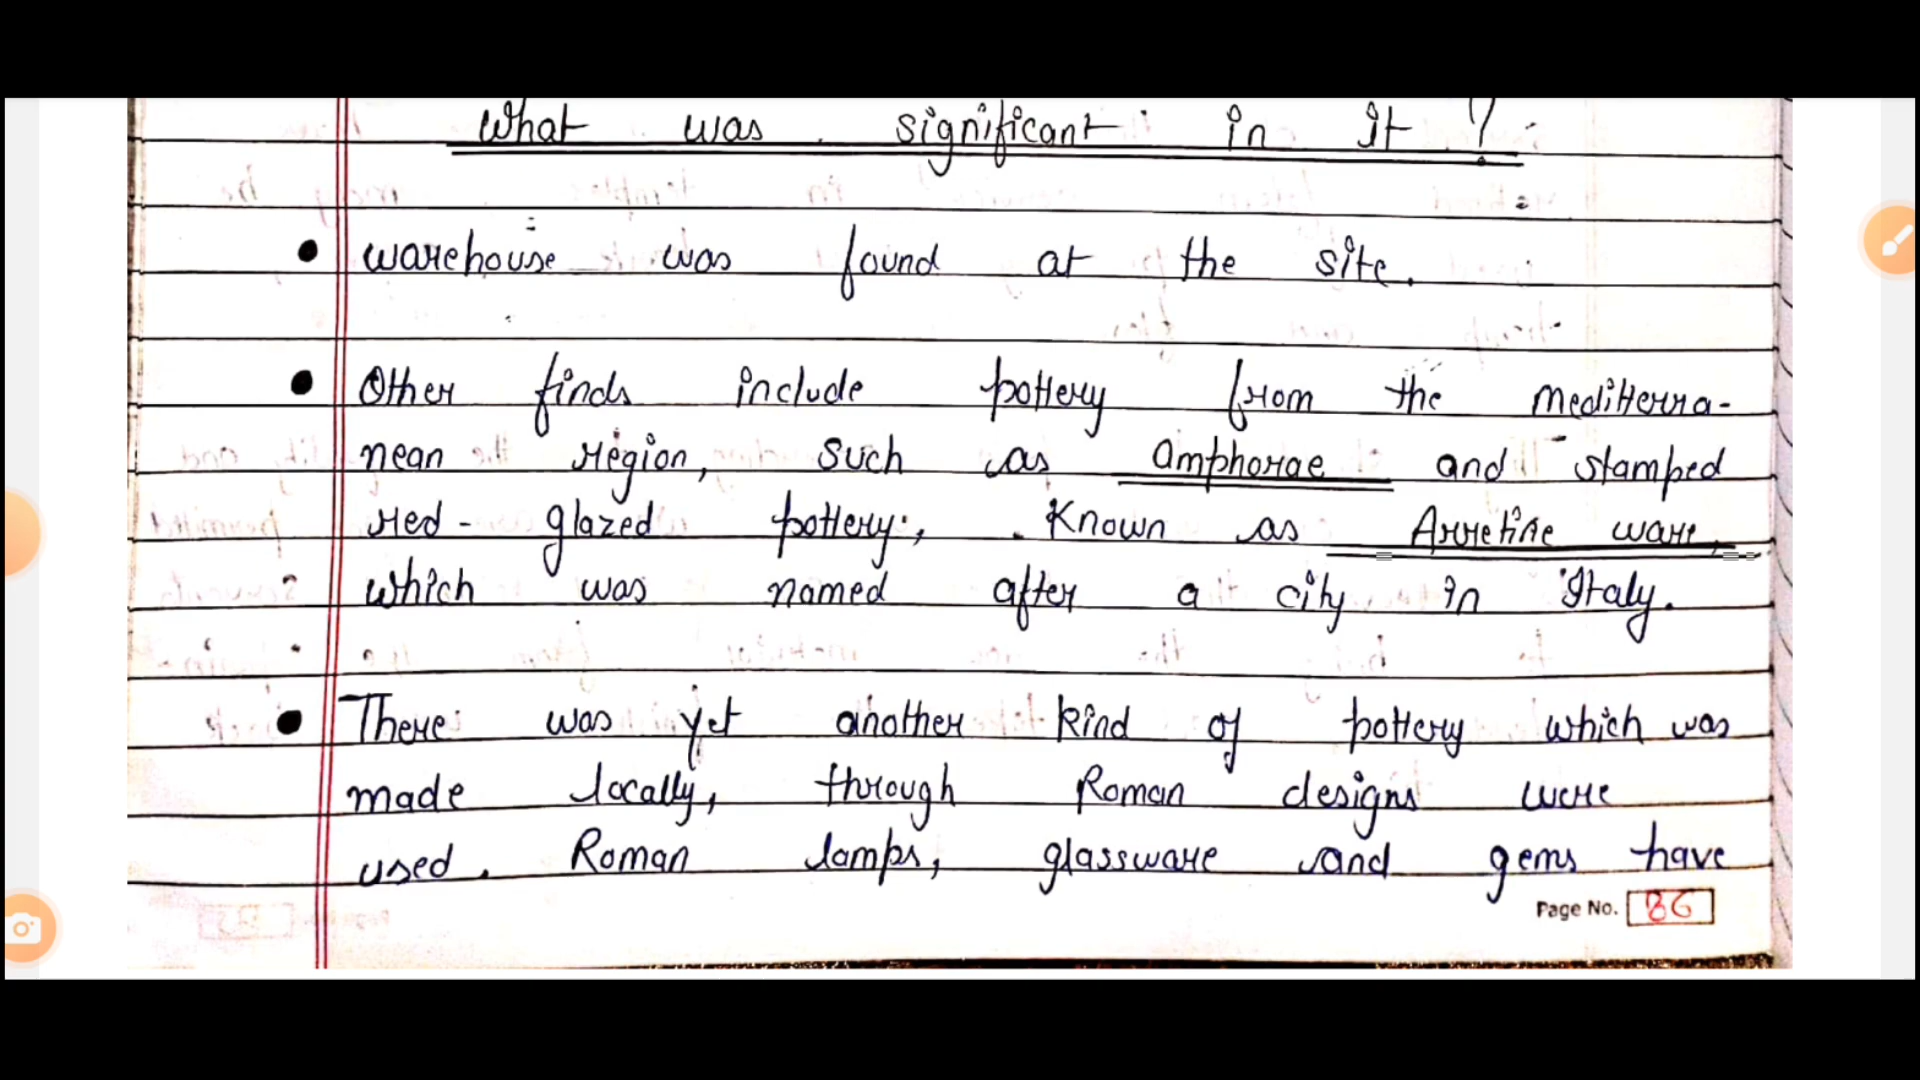 What was significant in it?
warehouse was found at the site.
Other finds include pottery from the mediterra-
nean region, such as amphorae and stamped
red-glazed pottery, Known as Arretine ware,
which was named after a city in Italy.
There was yet another kind of pottery which was
made locally, through Roman designs were
used. Roman lamps, glassware and gems have
Page No. 86